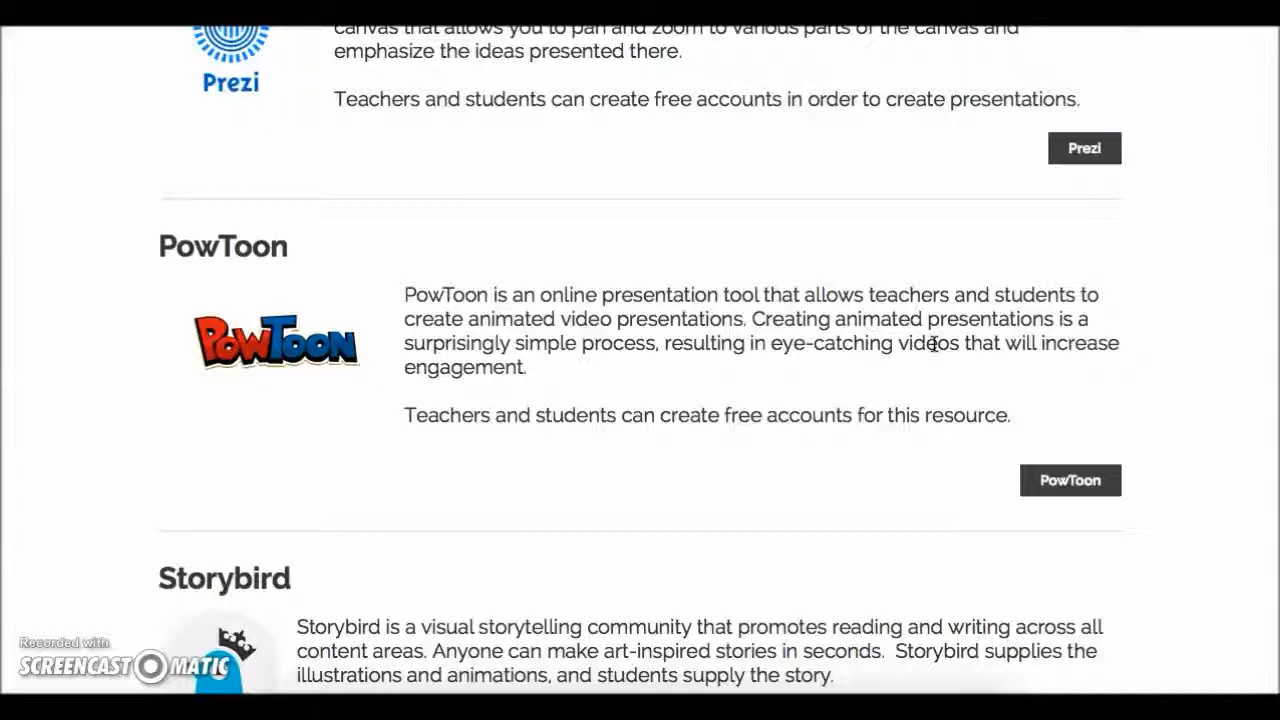 canvas that allows you to pan and zoom to various parts of the canvas and
emphasize the ideas presented there.
Prezi
Teachers and students can create free accounts in order to create presentations.
Prezi
PowToon
PowToon is an online presentation tool that allows teachers and students to
create animated video presentations. Creating animated presentations is a
surprisingly simple process, resulting in eye-catching videos that will increase
engagement.
POWTOON
Teachers and students can create free accounts for this resource.
PowToon
Storybird
Storybird is a visual storytelling community that promotes reading and writing across all
content areas. Anyone can make art-inspired stories in seconds. Storybird supplies the
illustrations and animations, and students supply the story.
Recorded with
SCREENCAST MATIC